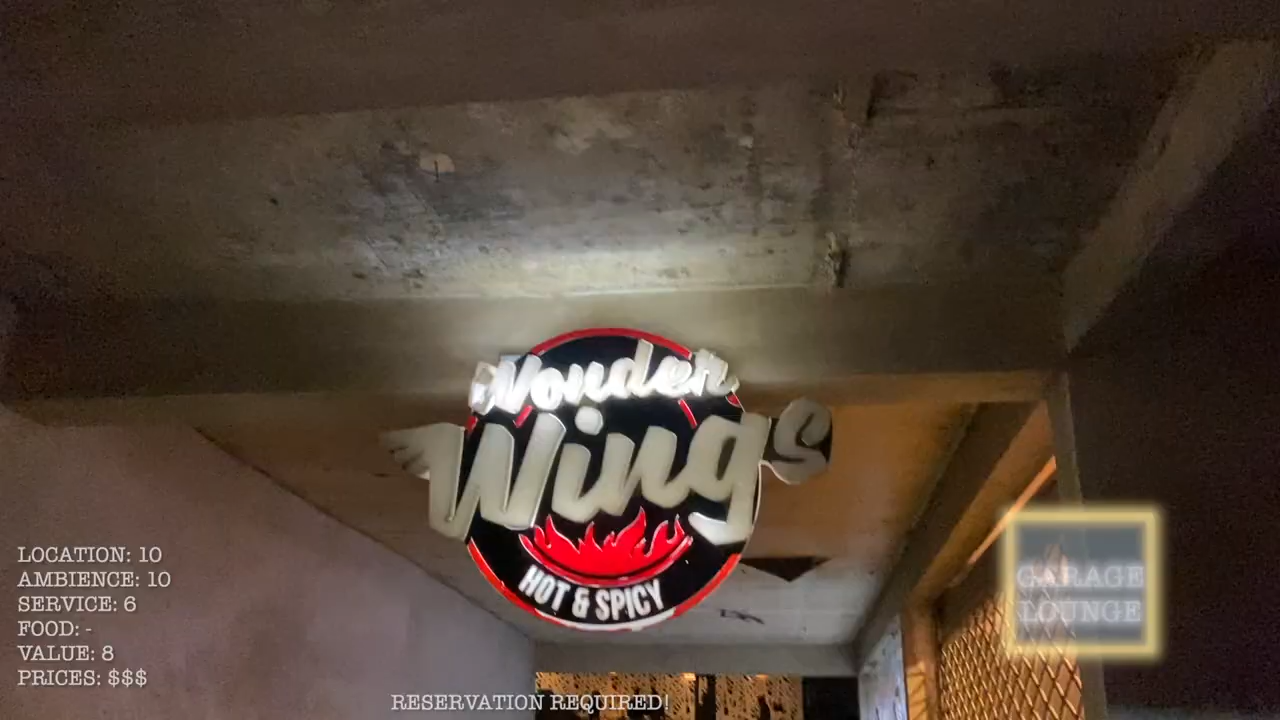 Wonder
Wings
HOT & SPICY
GARAGE
LOUNGE
LOCATION: 10
AMBIENCE: 10
SERVICE: 6
FOOD: -
VALUE: 8
PRICES: $$$
RESERVATION REQUIRED!